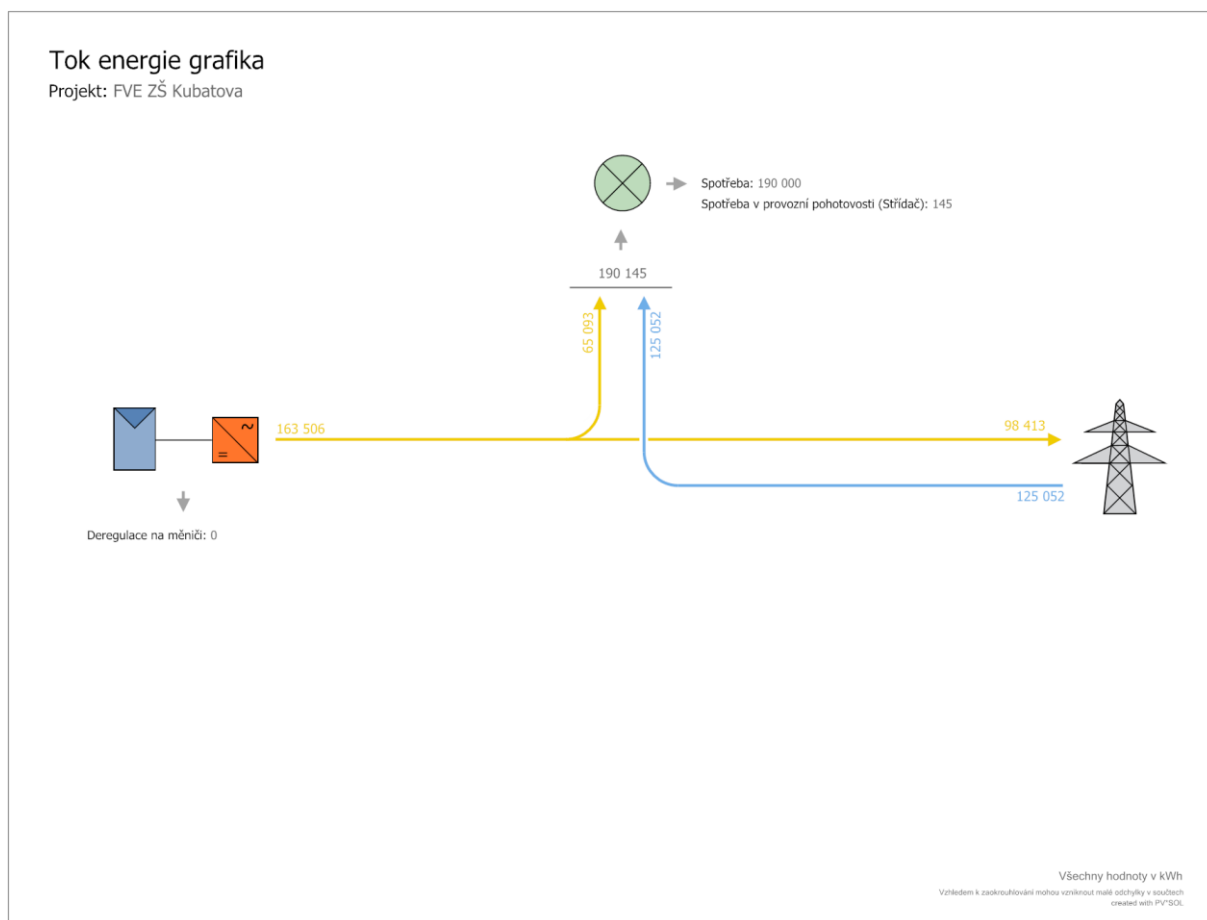 Tok energie grafika
Projekt: FVE ZŠ Kubatova
Spotřeba: 190 000
Spotřeba v provozní pohotovosti (Střídač): 145
190 145
65 093
125 052
163 506
98 413
125 052
Deregulace na měniči: 0
Všechny hodnoty v kWh
Vzhledem k zaokrouhlování mohou vzniknout malé odchylky v součtech
created with PV*SOL